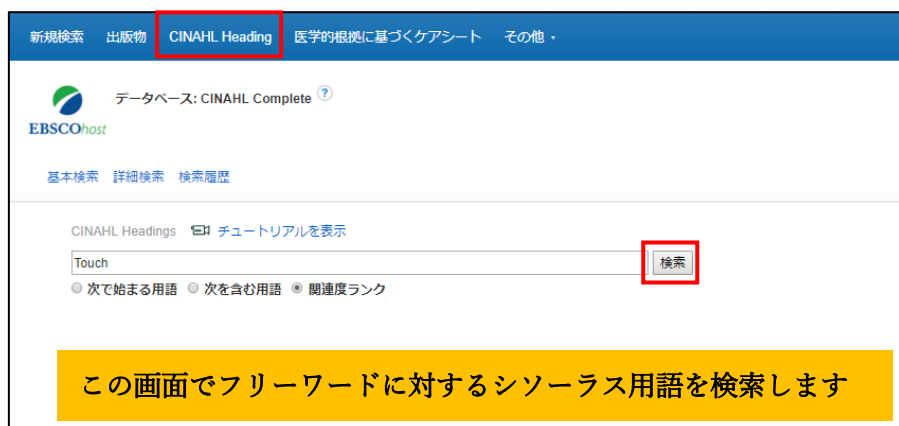 新規検索 出版物 CINAHL Heading 医学的根拠に基づくケアシート その他
データベース: CINAHL Complete ?
EBSCOhost
基本検索 詳細検索 検索履歴
CINAHL Headings チュートリアルを表示
Touch 検索
次で始まる用語 次を含む用語 関連度ランク
この画面でフリーワードに対するシソーラス用語を検索します